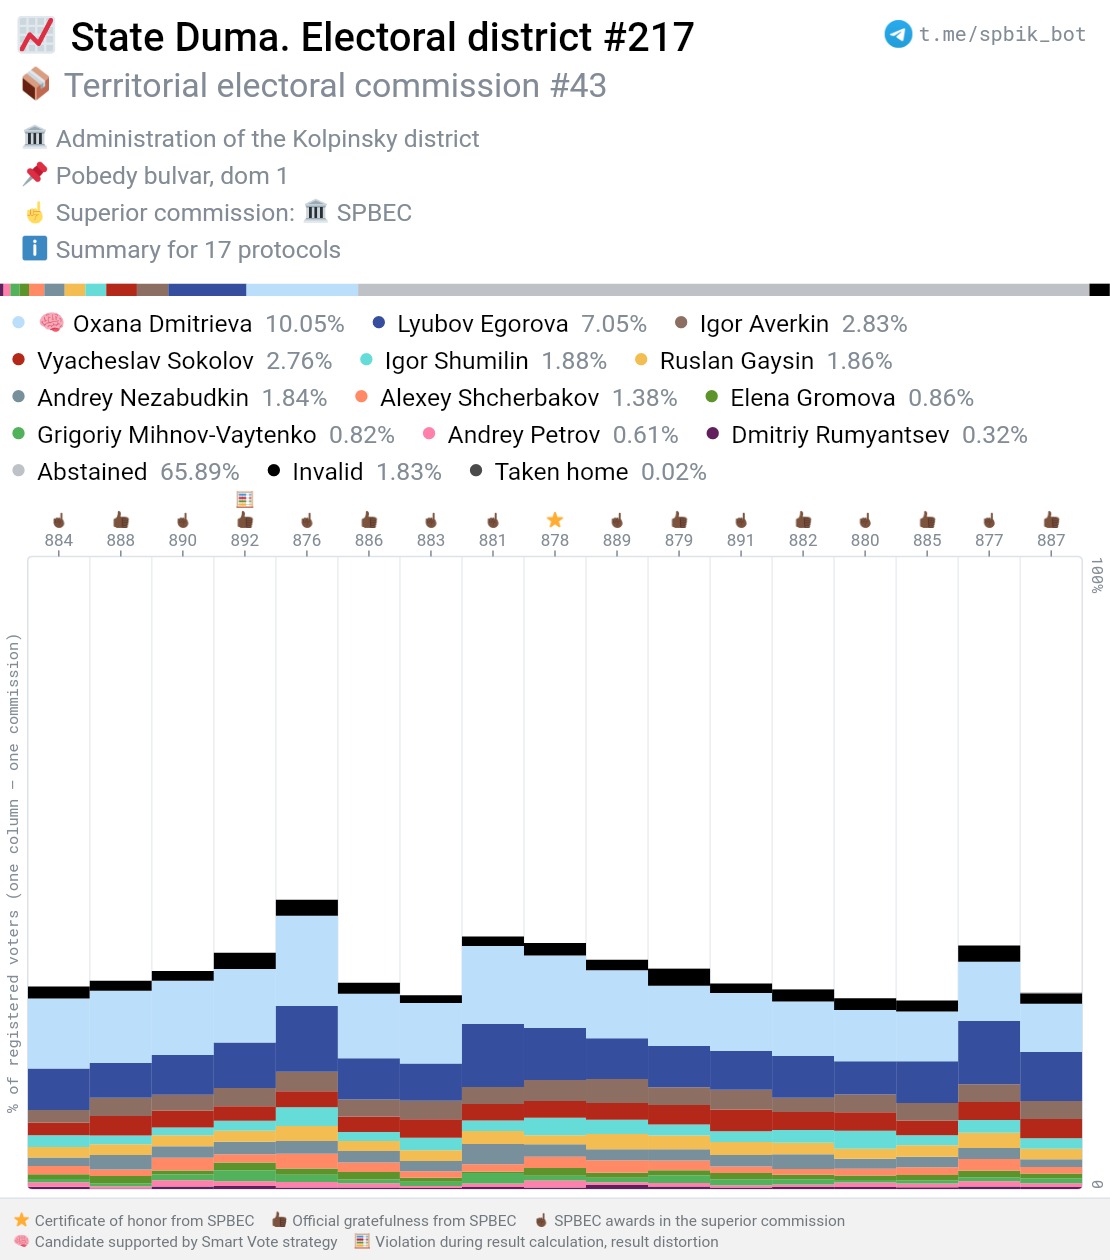 State Duma. Electoral district #217
t.me/spbik_bot
Territorial electoral commission #43
Administration of the Kolpinsky district
Pobedy bulvar, dom 1
Superior commission: SPBEC
Summary for 17 protocols
Oxana Dmitrieva 10.05% Lyubov Egorova 7.05% Igor Averkin 2.83%
Vyacheslav Sokolov 2.76% Igor Shumilin 1.88% Ruslan Gaysin 1.86%
Andrey Nezabudkin 1.84% Alexey Shcherbakov 1.38% Elena Gromova 0.86%
Grigoriy Mihnov-Vaytenko 0.82% Andrey Petrov 0.61% Dmitriy Rumyantsev 0.32%
Abstained 65.89% Invalid 1.83% Taken home 0.02%
884 888 890 892 876 886 883 881 878 889 879 891 882 880 885 877 887
100%
% of registered voters (one column – one commission)
0
Certificate of honor from SPBEC Official gratefulness from SPBEC SPBEC awards in the superior commission
Candidate supported by Smart Vote strategy Violation during result calculation, result distortion